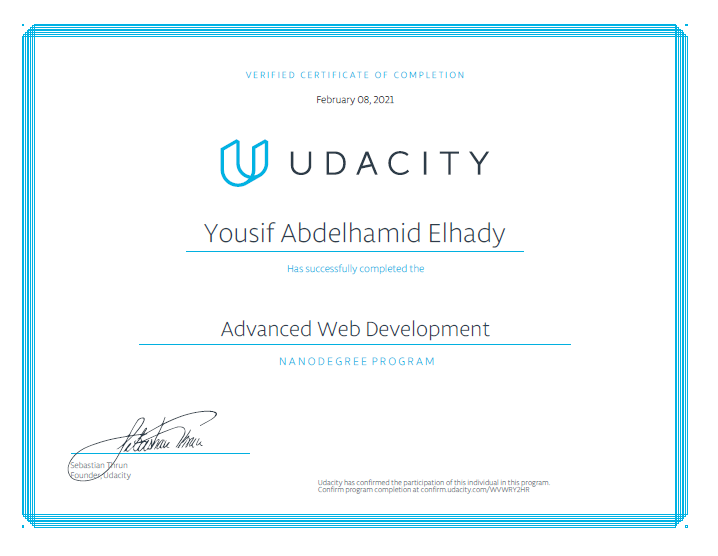 VERIFIED CERTIFICATE OF COMPLETION
February 08, 2021
UDACITY
Yousif Abdelhamid Elhady
Has successfully completed the
Advanced Web Development
NANODEGREE PROGRAM
Sebastian Thrun
Sebastian Thrun
Founder, Udacity
Udacity has confirmed the participation of this individual in this program.
Confirm program completion at confirm.udacity.com/WVWRY2HR